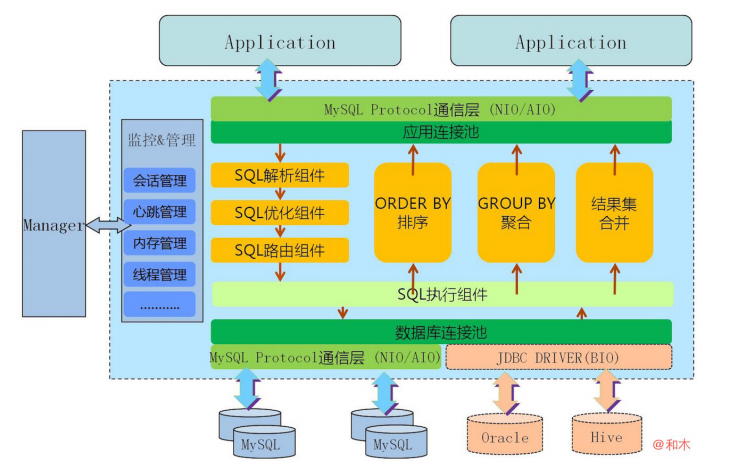 Application
Application
MySQL Protocol通信层 (NIO/AIO)
应用连接池
监控&管理
会话管理
心跳管理
内存管理
线程管理
...........
Manager
SQL解析组件
SQL优化组件
SQL路由组件
ORDER BY
排序
GROUP BY
聚合
结果集
合并
SQL执行组件
数据库连接池
MySQL Protocol通信层 (NIO/AIO)
JDBC DRIVER(BIO)
MySQL
MySQL
Oracle
Hive
@和木